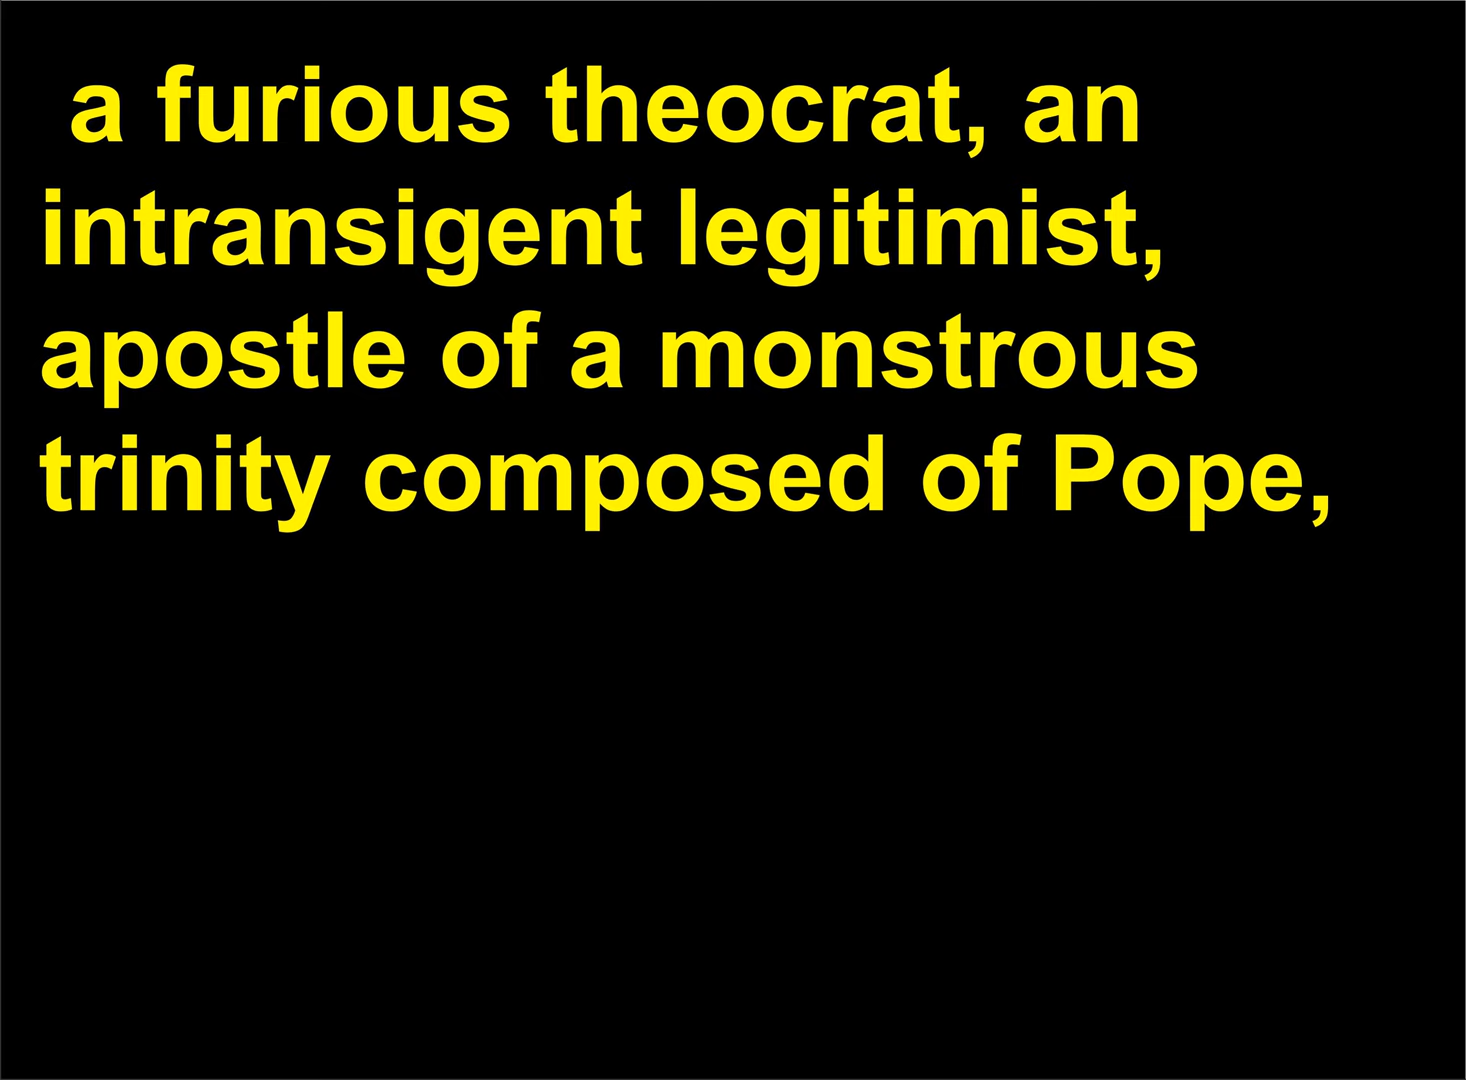 a furious theocrat, an
intransigent legitimist,
apostle of a monstrous
trinity composed of Pope,